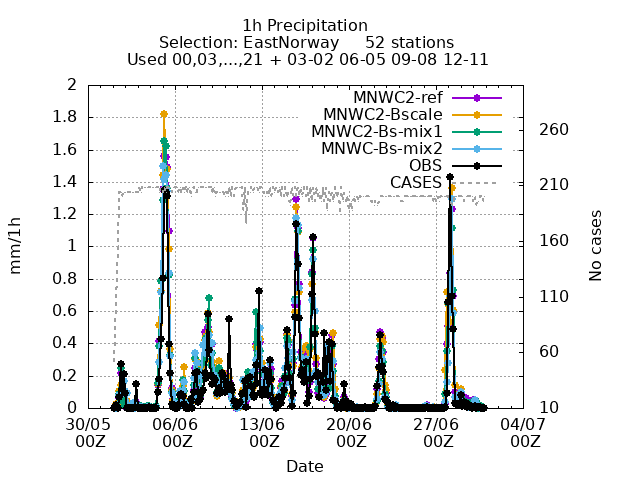 1h Precipitation
Selection: EastNorway 52 stations
Used 00,03,...,21 + 03-02 06-05 09-08 12-11
MNWC2-ref
MNWC2-Bscale
MNWC2-Bs-mix1
MNWC-Bs-mix2
OBS
CASES
2
1.8
1.6
1.4
1.2
1
0.8
0.6
0.4
0.2
0
mm/1h
260
210
160
110
60
10
No cases
30/05 06/06 13/06 20/06 27/06 04/07
00Z 00Z 00Z 00Z 00Z 00Z
Date